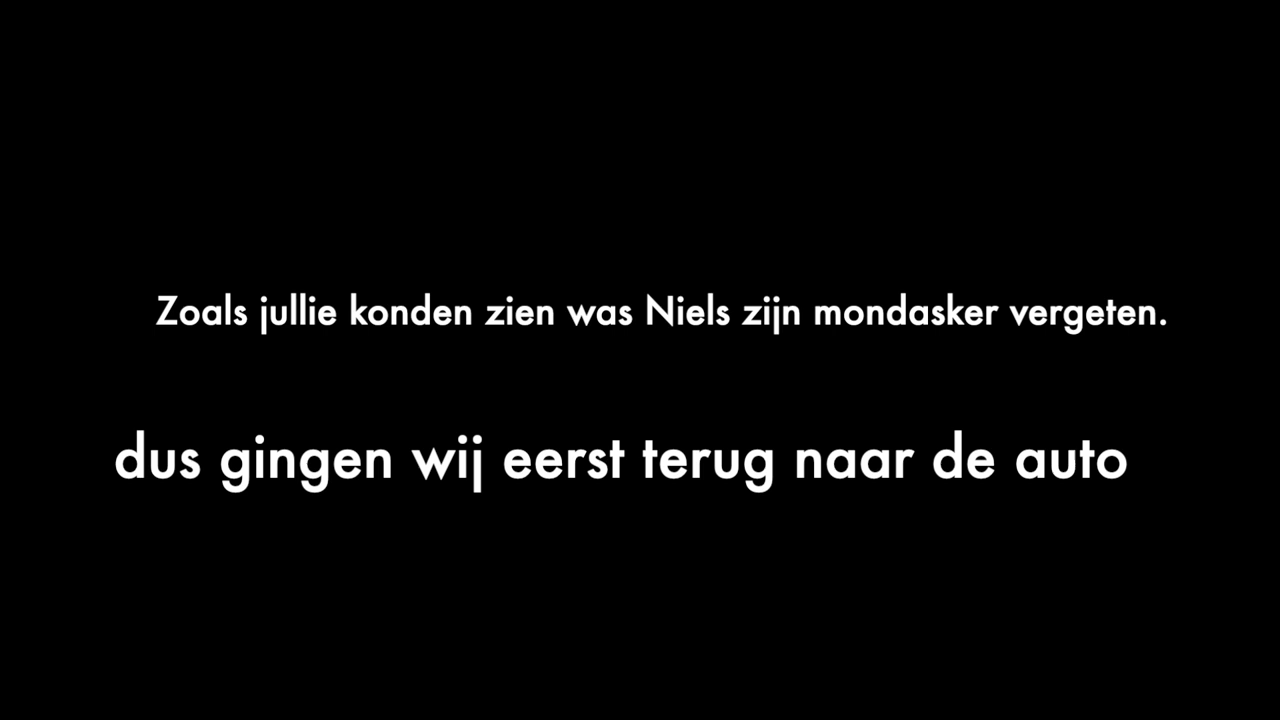 Zoals jullie konden zien was Niels zijn mondasker vergeten.
dus gingen wij eerst terug naar de auto